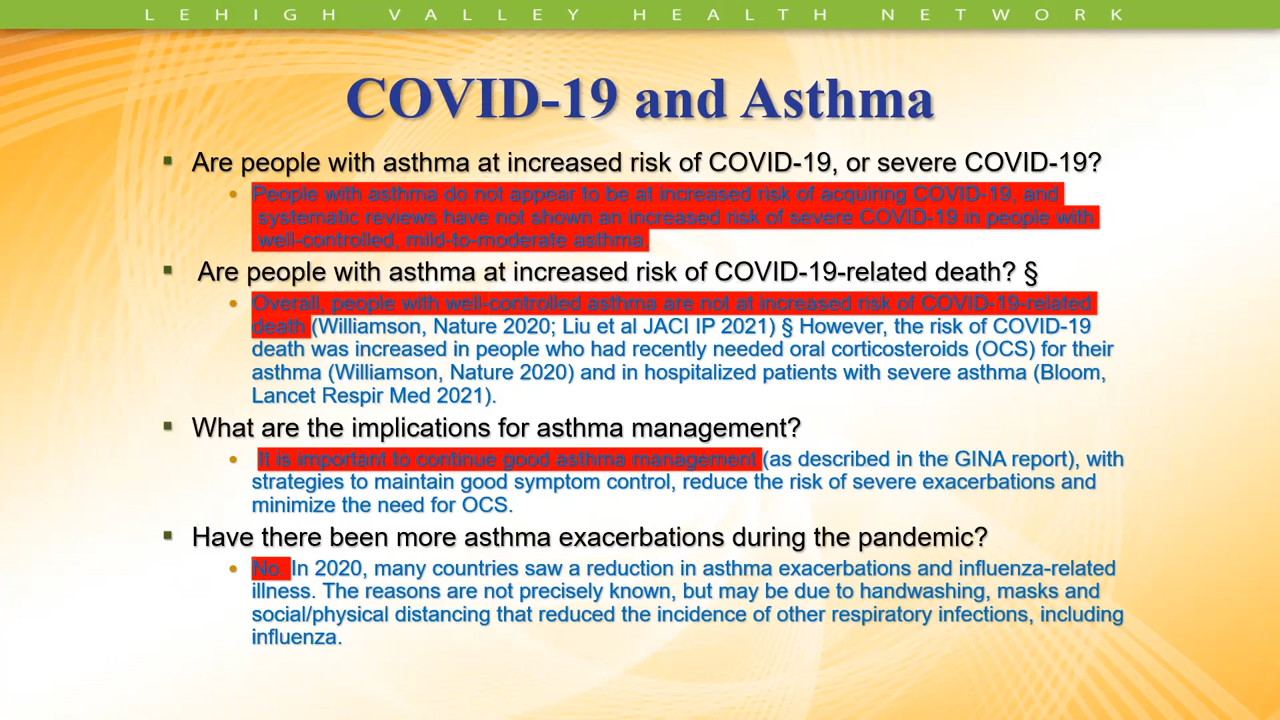 LEHIGH VALLEY HEALTH NETWORK
COVID-19 and Asthma
▪ Are people with asthma at increased risk of COVID-19, or severe COVID-19?
• People with asthma do not appear to be at increased risk of acquiring COVID-19, and
systematic reviews have not shown an increased risk of severe COVID-19 in people with
well-controlled, mild-to-moderate asthma.
▪ Are people with asthma at increased risk of COVID-19-related death? §
• Overall, people with well-controlled asthma are not at increased risk of COVID-19-related
death (Williamson, Nature 2020; Liu et al JACI IP 2021) § However, the risk of COVID-19
death was increased in people who had recently needed oral corticosteroids (OCS) for their
asthma (Williamson, Nature 2020) and in hospitalized patients with severe asthma (Bloom,
Lancet Respir Med 2021).
▪ What are the implications for asthma management?
• It is important to continue good asthma management (as described in the GINA report), with
strategies to maintain good symptom control, reduce the risk of severe exacerbations and
minimize the need for OCS.
▪ Have there been more asthma exacerbations during the pandemic?
• No. In 2020, many countries saw a reduction in asthma exacerbations and influenza-related
illness. The reasons are not precisely known, but may be due to handwashing, masks and
social/physical distancing that reduced the incidence of other respiratory infections, including
influenza.